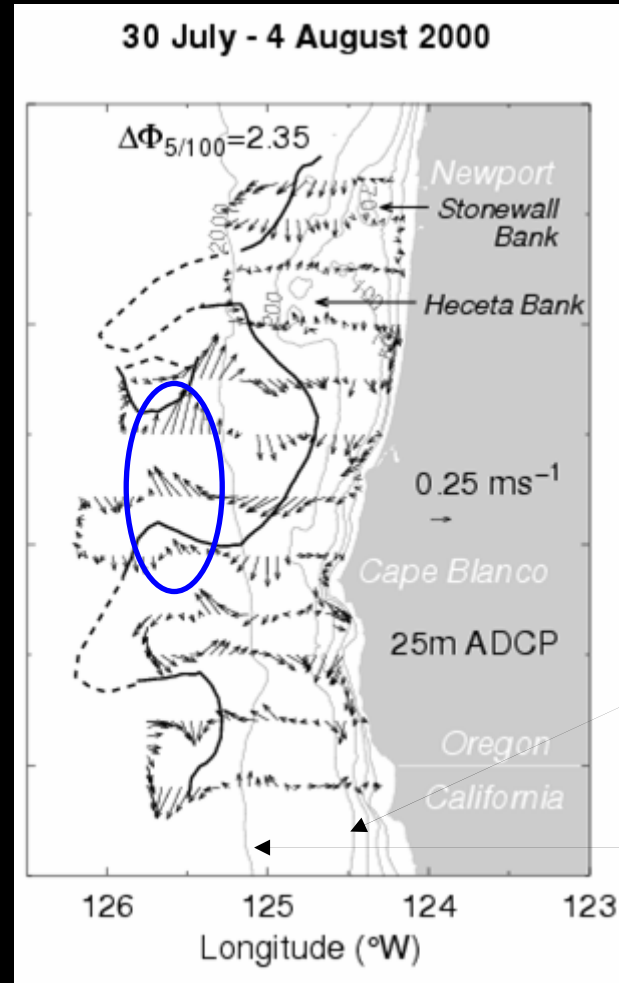 30 July - 4 August 2000
ΔΦ5/100=2.35
Newport
Stonewall
Bank
2000
Heceta Bank
100
200
0.25 ms⁻¹
Cape Blanco
25m ADCP
Oregon
California
126
125
124
123
Longitude (°W)